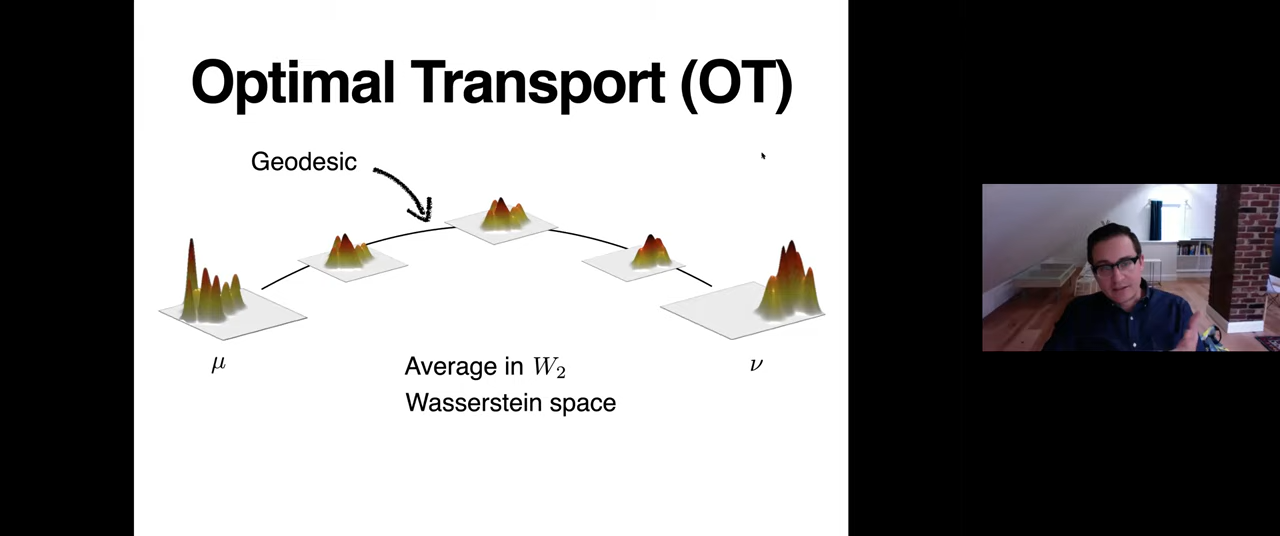 Optimal Transport (OT)
Geodesic
μ
ν
Average in W₂
Wasserstein space